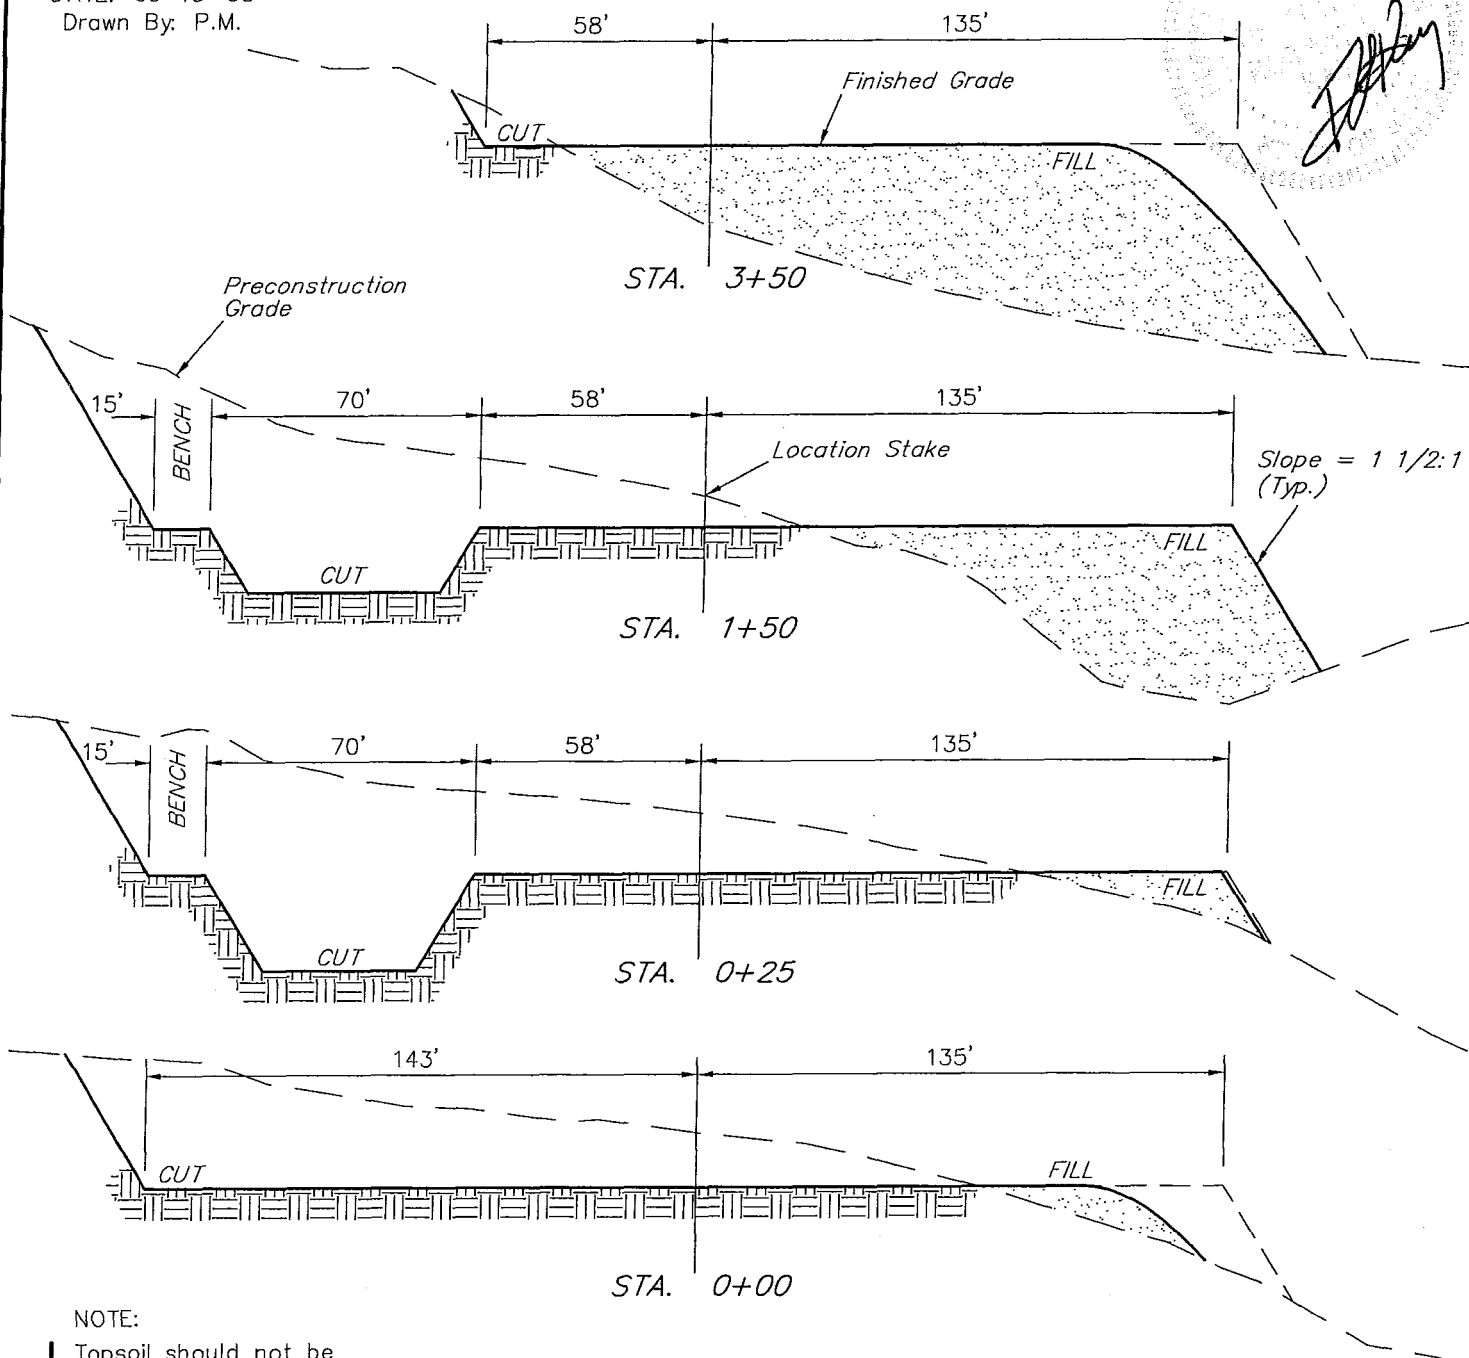 Drawn By: P.M.
58'
135'
Finished Grade
CUT
FILL
STA. 3+50
Preconstruction
Grade
15'
BENCH
70'
58'
135'
Location Stake
Slope = 1 1/2:1
(Typ.)
CUT
FILL
STA. 1+50
15'
BENCH
70'
58'
135'
CUT
FILL
STA. 0+25
143'
135'
CUT
FILL
STA. 0+00
NOTE:
Topsoil should not be